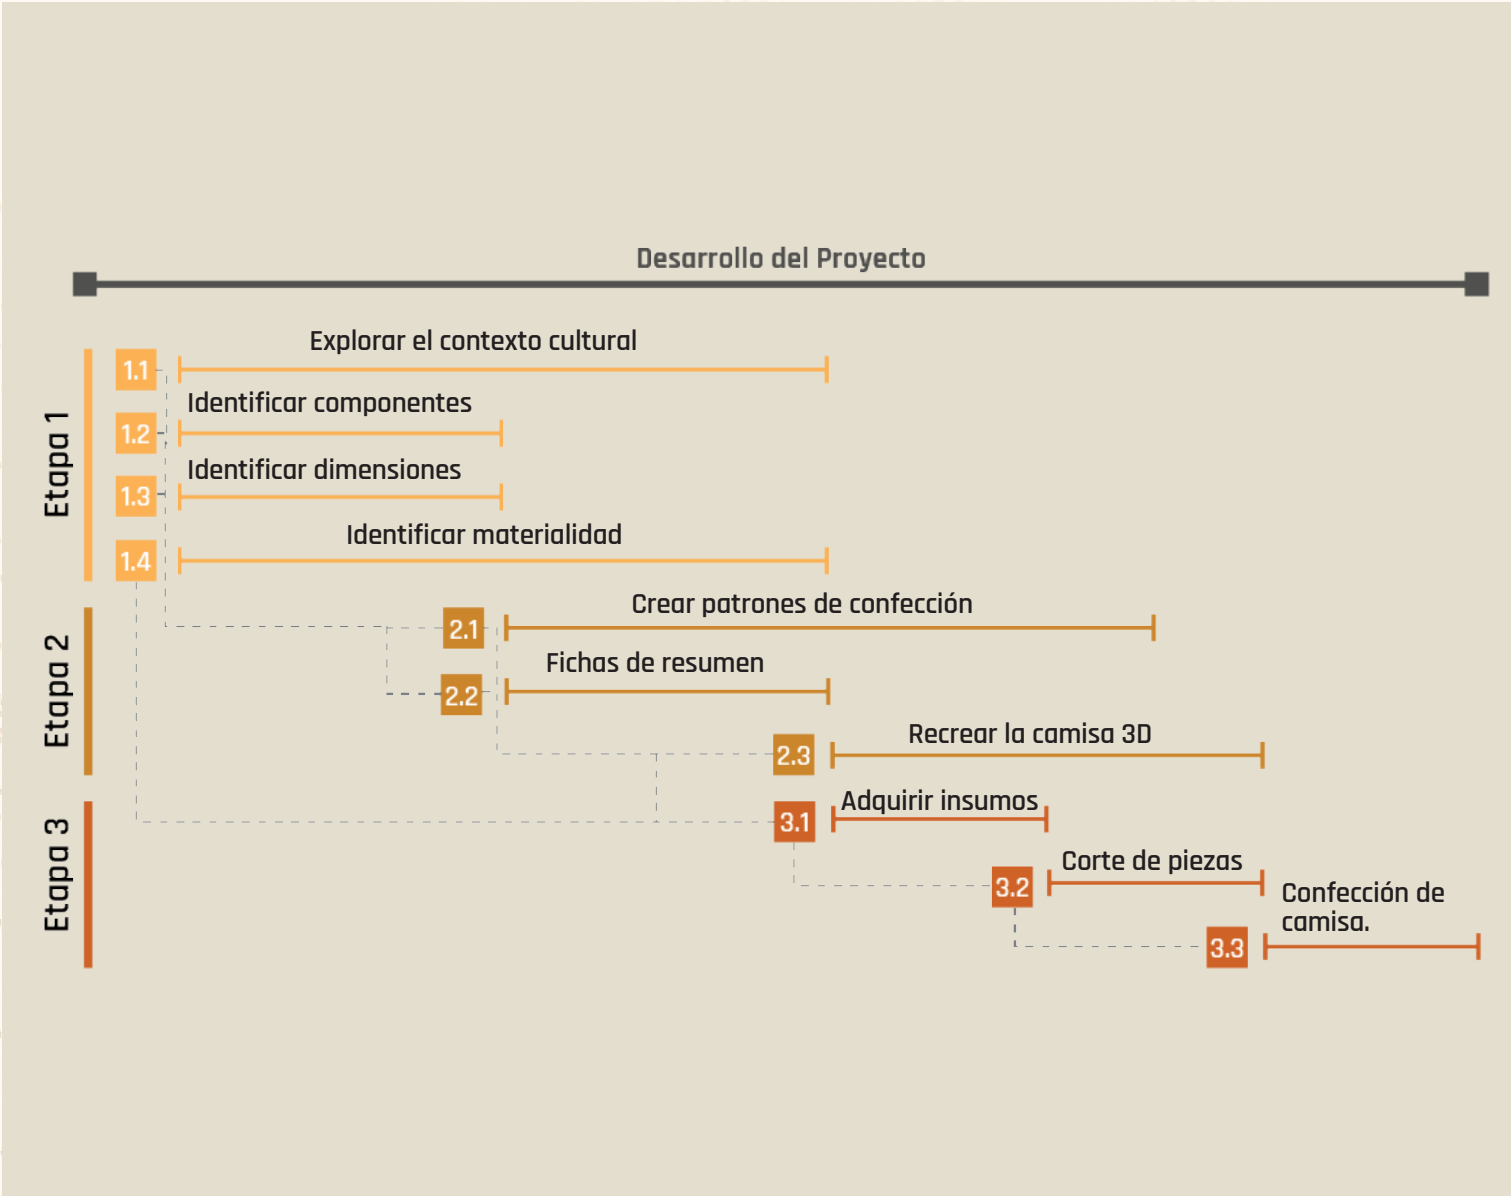 Desarrollo del Proyecto
Etapa 1
1.1
Explorar el contexto cultural
1.2
Identificar componentes
1.3
Identificar dimensiones
1.4
Identificar materialidad
Etapa 2
2.1
Crear patrones de confección
2.2
Fichas de resumen
2.3
Recrear la camisa 3D
Etapa 3
3.1
Adquirir insumos
3.2
Corte de piezas
3.3
Confección de
camisa.